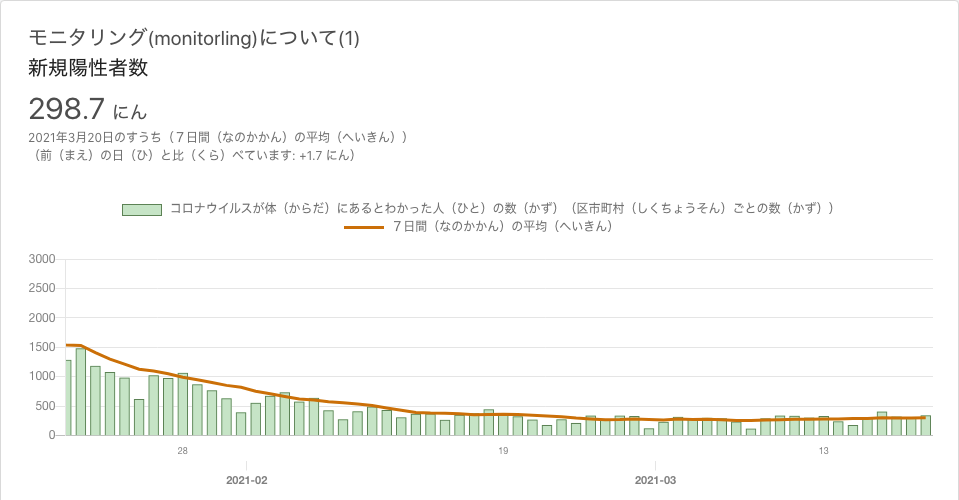 モニタリング(monitorling)について(1)
新規陽性者数
298.7 にん
2021年3月20日のすうち（７日間（なのかかん）の平均（へいきん））
（前（まえ）の日（ひ）と比（くら）べています: +1.7 にん）
コロナウイルスが体（からだ）にあるとわかった人（ひと）の数（かず）（区市町村（しくちょうそん）ごとの数（かず））
７日間（なのかかん）の平均（へいきん）
3000
2500
2000
1500
1000
500
0
28 19 13
2021-02 2021-03